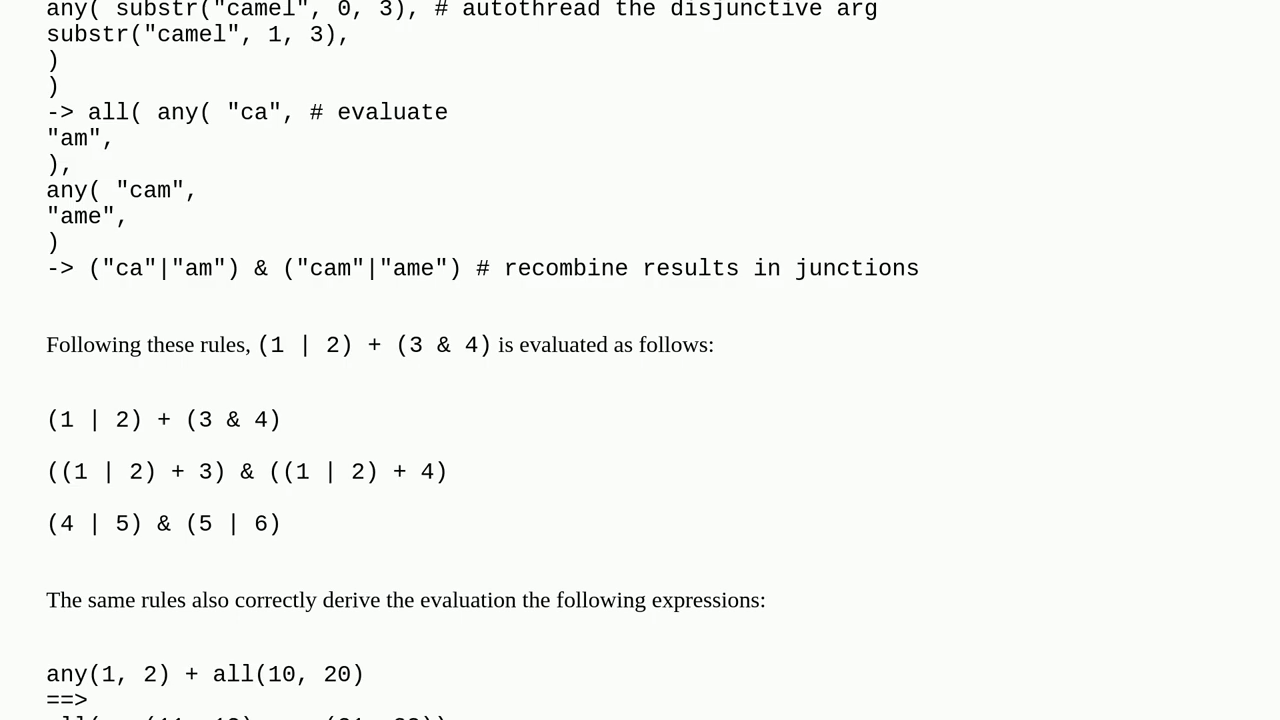 any( substr("camel", 0, 3), # autothread the disjunctive arg
substr("camel", 1, 3),
)
)
-> all( any( "ca", # evaluate
"am",
),
any( "cam",
"ame",
)
-> ("ca"|"am") & ("cam"|"ame") # recombine results in junctions
Following these rules, (1 | 2) + (3 & 4) is evaluated as follows:
(1 | 2) + (3 & 4)
((1 | 2) + 3) & ((1 | 2) + 4)
(4 | 5) & (5 | 6)
The same rules also correctly derive the evaluation the following expressions:
any(1, 2) + all(10, 20)
==>